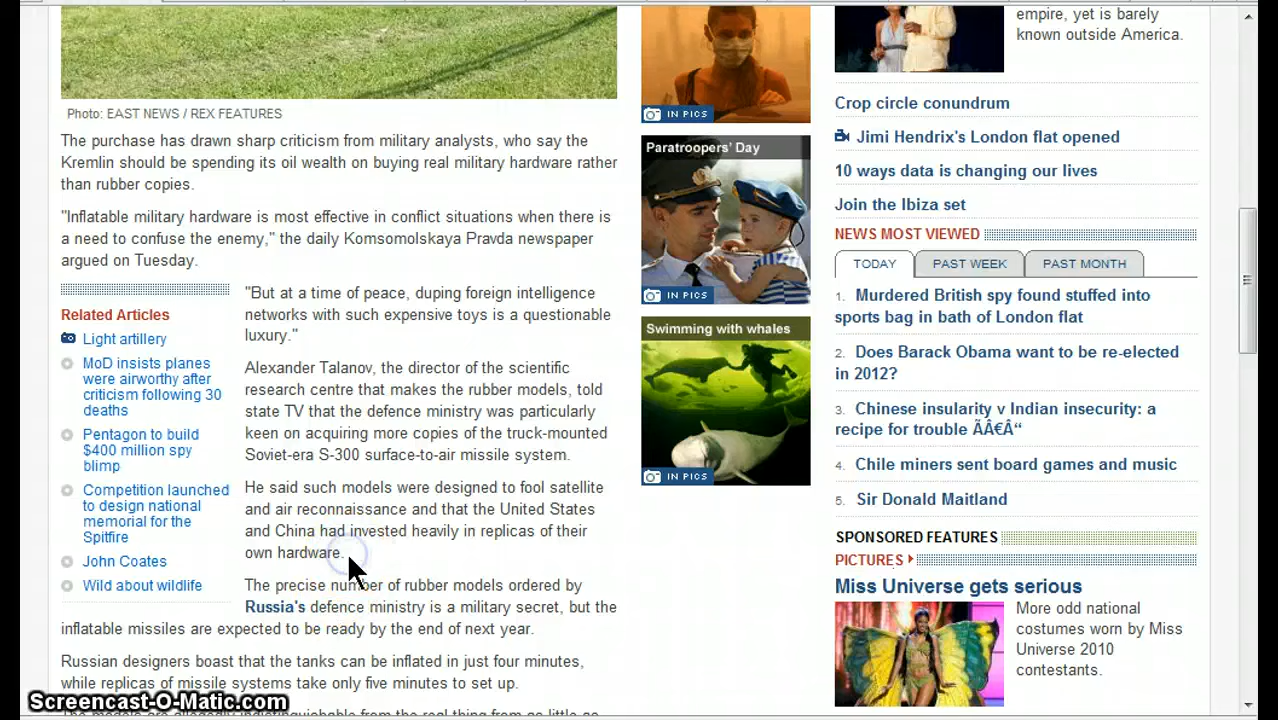 Photo: EAST NEWS / REX FEATURES
The purchase has drawn sharp criticism from military analysts, who say the
Kremlin should be spending its oil wealth on buying real military hardware rather
than rubber copies.
"Inflatable military hardware is most effective in conflict situations when there is
a need to confuse the enemy," the daily Komsomolskaya Pravda newspaper
argued on Tuesday.
Related Articles
Light artillery
MoD insists planes
were airworthy after
criticism following 30
deaths
Pentagon to build
$400 million spy
blimp
Competition launched
to design national
memorial for the
Spitfire
John Coates
Wild about wildlife
"But at a time of peace, duping foreign intelligence
networks with such expensive toys is a questionable
luxury."
Alexander Talanov, the director of the scientific
research centre that makes the rubber models, told
state TV that the defence ministry was particularly
keen on acquiring more copies of the truck-mounted
Soviet-era S-300 surface-to-air missile system.
He said such models were designed to fool satellite
and air reconnaissance and that the United States
and China had invested heavily in replicas of their
own hardware.
The precise number of rubber models ordered by
Russia's defence ministry is a military secret, but the
inflatable missiles are expected to be ready by the end of next year.
Russian designers boast that the tanks can be inflated in just four minutes,
while replicas of missile systems take only five minutes to set up.
The models are allegedly indistinguishable from the real thing from as little as
IN PICS
Paratroopers' Day
IN PICS
Swimming with whales
IN PICS
empire, yet is barely
known outside America.
Crop circle conundrum
Jimi Hendrix's London flat opened
10 ways data is changing our lives
Join the Ibiza set
NEWS MOST VIEWED
TODAY PAST WEEK PAST MONTH
1. Murdered British spy found stuffed into
sports bag in bath of London flat
2. Does Barack Obama want to be re-elected
in 2012?
3. Chinese insularity v Indian insecurity: a
recipe for trouble ÃÂ€Â“
4. Chile miners sent board games and music
5. Sir Donald Maitland
SPONSORED FEATURES
PICTURES
Miss Universe gets serious
More odd national
costumes worn by Miss
Universe 2010
contestants.
Screencast-O-Matic.com